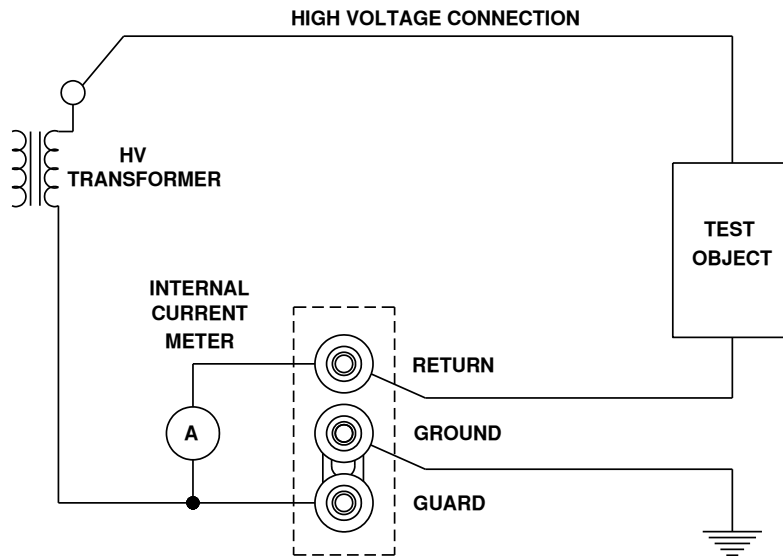 HIGH VOLTAGE CONNECTION
HV
TRANSFORMER
TEST
OBJECT
INTERNAL
CURRENT
METER
RETURN
A
GROUND
GUARD